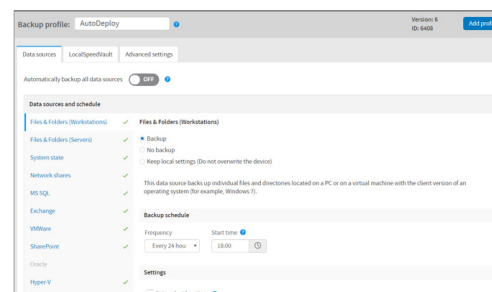 Backup profile: AutoDeploy
Version: 6
ID: 6408
Add prof
Data sources LocalSpeedVault Advanced settings
Automatically backup all data sources OFF
Data sources and schedule
Files & Folders (Workstations)
Files & Folders (Servers)
System state
Network shares
MS SQL
Exchange
VMWare
SharePoint
Oracle
Hyper-V
Files & Folders (Workstations)
Backup
No backup
Keep local settings (Do not overwrite the device)
This data source backs up individual files and directories located on a PC or on a virtual machine with the client version of an
operating system (for example, Windows 7).
Backup schedule
Frequency Start time
Every 24 hou 18:00
Settings